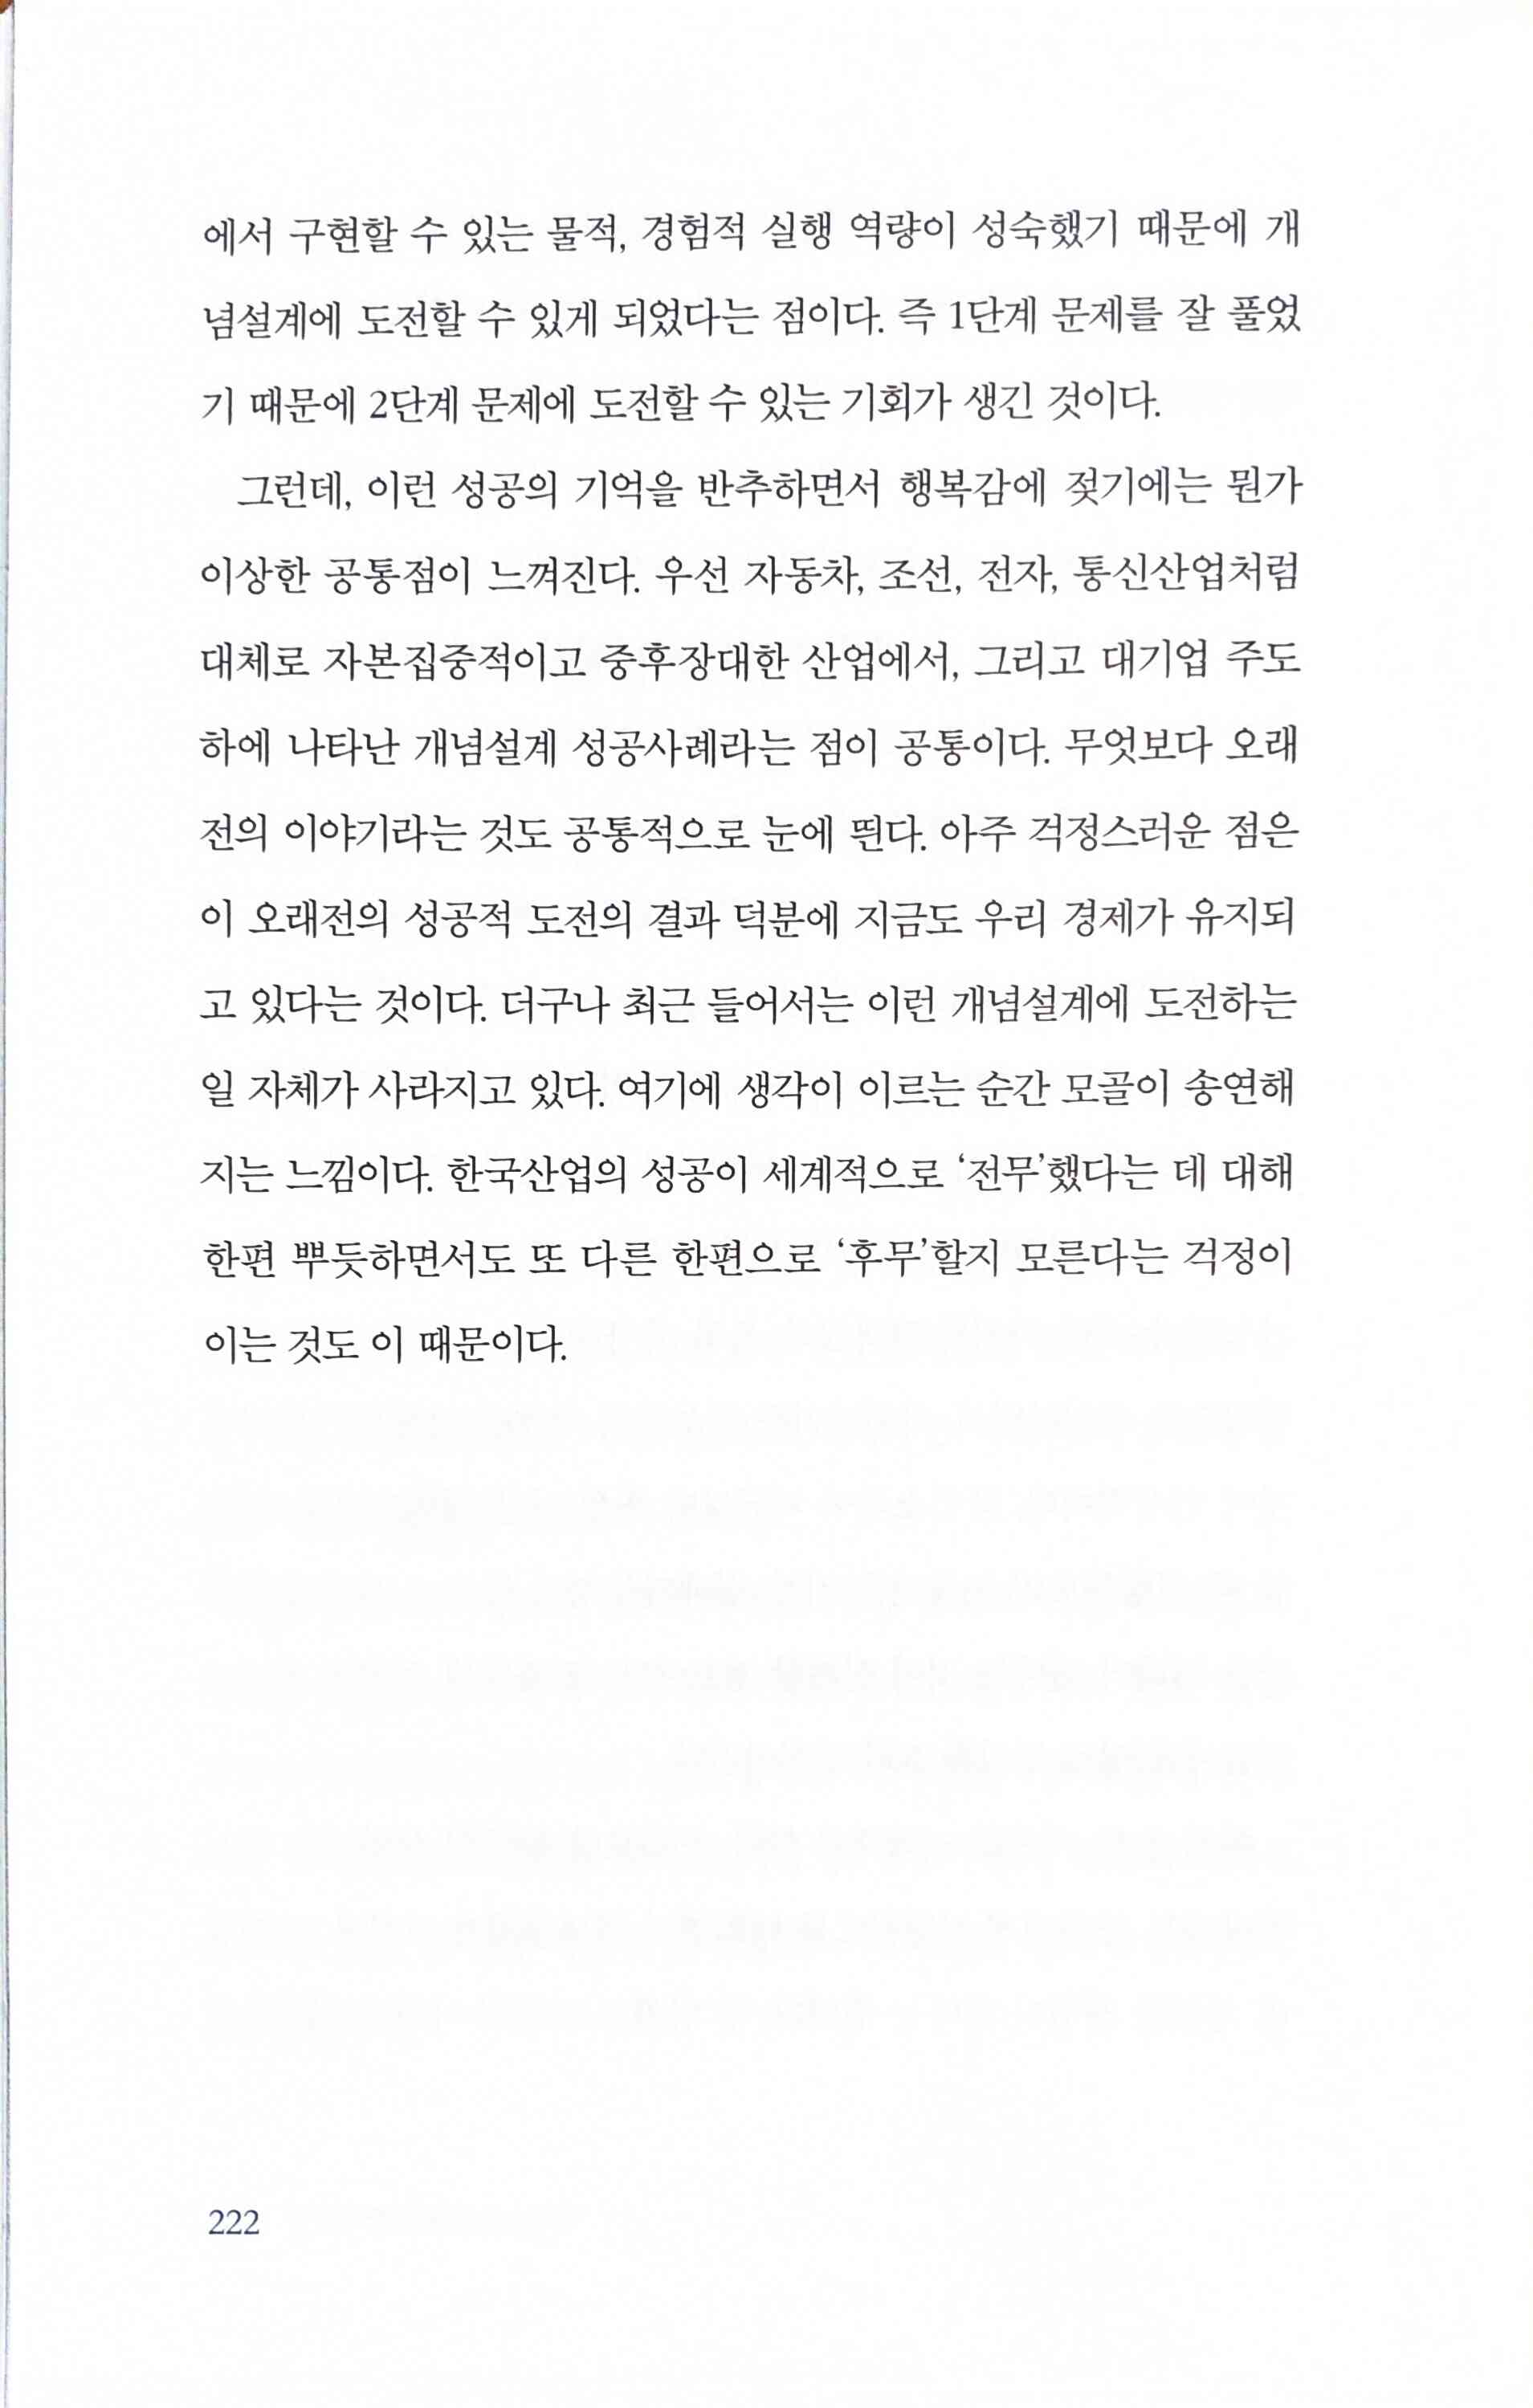 에서 구현할 수 있는 물적, 경험적 실행 역량이 성숙했기 때문에 개
념설계에 도전할 수 있게 되었다는 점이다. 즉 1단계 문제를 잘 풀었
기 때문에 2단계 문제에 도전할 수 있는 기회가 생긴 것이다.
그런데, 이런 성공의 기억을 반추하면서 행복감에 젖기에는 뭔가
이상한 공통점이 느껴진다. 우선 자동차, 조선, 전자, 통신산업처럼
대체로 자본집중적이고 중후장대한 산업에서, 그리고 대기업 주도
하에 나타난 개념설계 성공사례라는 점이 공통이다. 무엇보다 오래
전의 이야기라는 것도 공통적으로 눈에 띈다. 아주 걱정스러운 점은
이 오래전의 성공적 도전의 결과 덕분에 지금도 우리 경제가 유지되
고 있다는 것이다. 더구나 최근 들어서는 이런 개념설계에 도전하는
일 자체가 사라지고 있다. 여기에 생각이 이르는 순간 모골이 송연해
지는 느낌이다. 한국산업의 성공이 세계적으로 ‘전무’했다는 데 대해
한편 뿌듯하면서도 또 다른 한편으로 ‘후무’할지 모른다는 걱정이
이는 것도 이 때문이다.
222